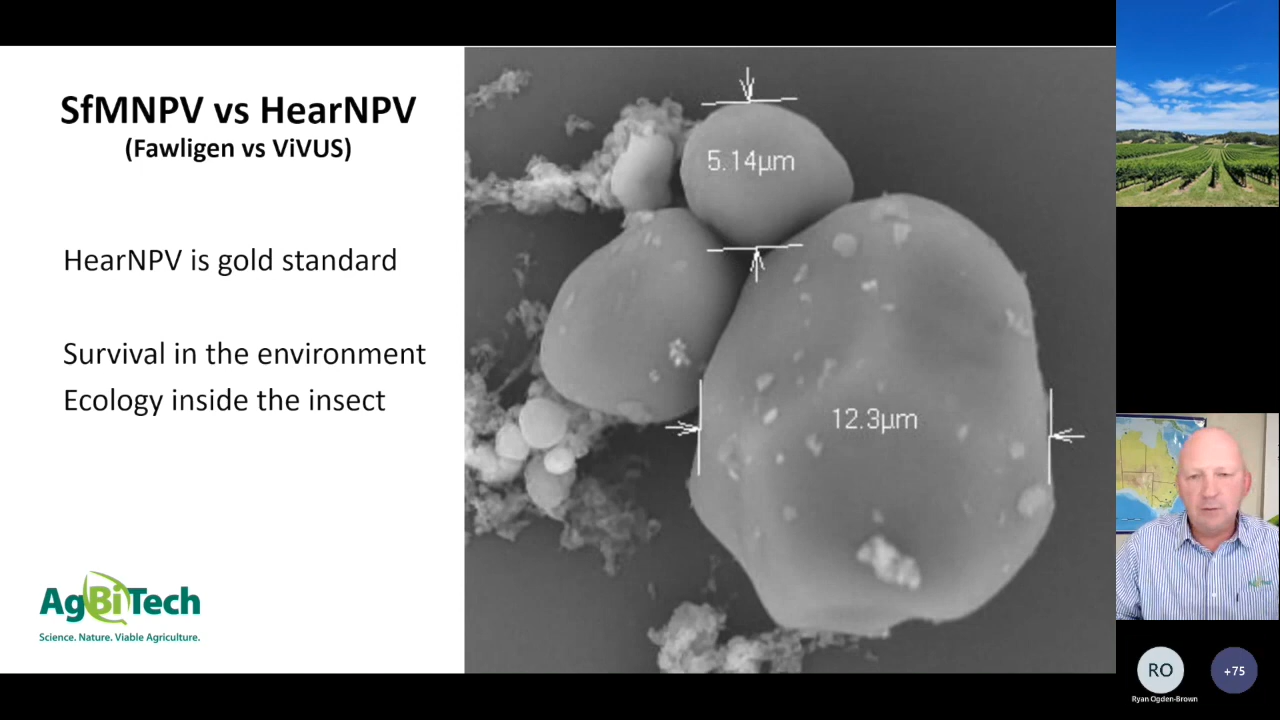 SfMNPV vs HearNPV
(Fawligen vs ViVUS)
HearNPV is gold standard
Survival in the environment
Ecology inside the insect
AgBiTech
Science. Nature. Viable Agriculture.
5.14µm
12.3µm
RO
+75
Ryan Ogden-Brown